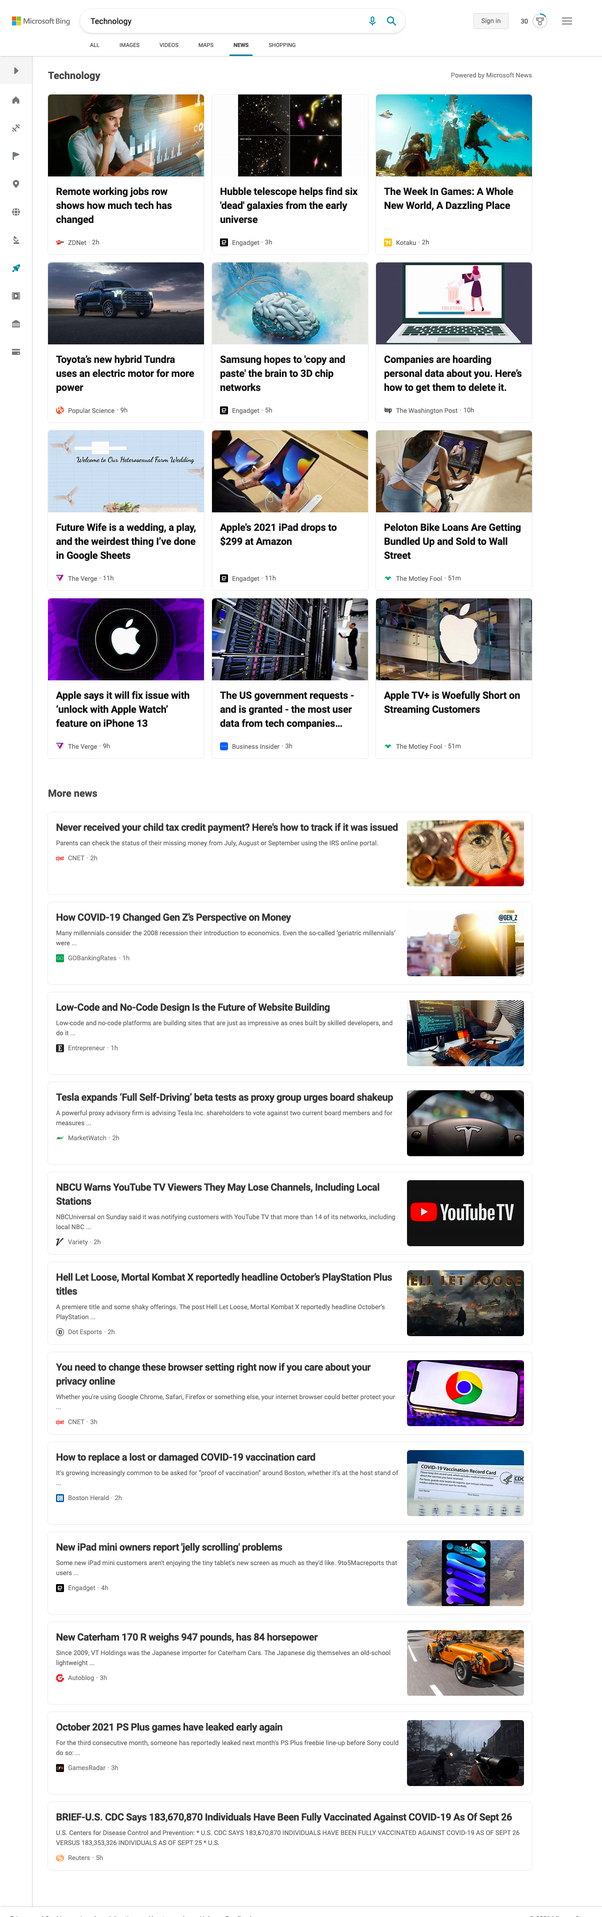 Microsoft Bing
Technology
Sign in
30
ALL
IMAGES
VIDEOS
MAPS
NEWS
SHOPPING
Technology
Powered by Microsoft News
Remote working jobs row
shows how much tech has
changed
ZDNet · 2h
Hubble telescope helps find six
'dead' galaxies from the early
universe
Engadget · 3h
The Week In Games: A Whole
New World, A Dazzling Place
Kotaku · 2h
Toyota's new hybrid Tundra
uses an electric motor for more
power
Popular Science · 9h
Samsung hopes to 'copy and
paste' the brain to 3D chip
networks
Engadget · 5h
Companies are hoarding
personal data about you. Here's
how to get them to delete it.
The Washington Post · 10h
Welcome to Our Heterosexual Farm Wedding
Future Wife is a wedding, a play,
and the weirdest thing I've done
in Google Sheets
The Verge · 11h
Apple's 2021 iPad drops to
$299 at Amazon
Engadget · 11h
Peloton Bike Loans Are Getting
Bundled Up and Sold to Wall
Street
The Motley Fool · 51m
Apple says it will fix issue with
'unlock with Apple Watch'
feature on iPhone 13
The Verge · 9h
The US government requests -
and is granted - the most user
data from tech companies...
Business Insider · 3h
Apple TV+ is Woefully Short on
Streaming Customers
The Motley Fool · 51m
More news
Never received your child tax credit payment? Here's how to track if it was issued
Parents can check the status of their missing money from July, August or September using the IRS online portal.
CNET · 2h
How COVID-19 Changed Gen Z's Perspective on Money
Many millennials consider the 2008 recession their introduction to economics. Even the so-called 'geriatric millennials'
were ...
GOBankingRates · 1h
@GEN_Z
Low-Code and No-Code Design Is the Future of Website Building
Low-code and no-code platforms are building sites that are just as impressive as ones built by skilled developers, and
do it ...
Entrepreneur · 1h
Tesla expands 'Full Self-Driving' beta tests as proxy group urges board shakeup
A powerful proxy advisory firm is advising Tesla Inc. shareholders to vote against two current board members and for
measures ...
MarketWatch · 2h
NBCU Warns YouTube TV Viewers They May Lose Channels, Including Local
Stations
NBCUniversal on Sunday said it was notifying customers with YouTube TV that more than 14 of its networks, including
local NBC ...
Variety · 2h
YouTube TV
Hell Let Loose, Mortal Kombat X reportedly headline October's PlayStation Plus
titles
A premiere title and some shaky offerings. The post Hell Let Loose, Mortal Kombat X reportedly headline October's
PlayStation ...
Dot Esports · 2h
HELL LET LOOSE
You need to change these browser setting right now if you care about your
privacy online
Whether you're using Google Chrome, Safari, Firefox or something else, your internet browser could better protect your
...
CNET · 3h
How to replace a lost or damaged COVID-19 vaccination card
It's growing increasingly common to be asked for "proof of vaccination" around Boston, whether it's at the host stand of
...
Boston Herald · 2h
COVID-19 Vaccination Record Card
CDC
New iPad mini owners report 'jelly scrolling' problems
Some new iPad mini customers aren't enjoying the tiny tablet's new screen as much as they'd like. 9to5Macreports that
users ...
Engadget · 4h
New Caterham 170 R weighs 947 pounds, has 84 horsepower
Since 2009, VT Holdings was the Japanese importer for Caterham Cars. The Japanese dig themselves an old-school
lightweight ...
Autoblog · 3h
October 2021 PS Plus games have leaked early again
For the third consecutive month, someone has reportedly leaked next month's PS Plus freebie line-up before Sony could
do so: ...
GamesRadar · 3h
BRIEF-U.S. CDC Says 183,670,870 Individuals Have Been Fully Vaccinated Against COVID-19 As Of Sept 26
U.S. Centers for Disease Control and Prevention: * U.S. CDC SAYS 183,670,870 INDIVIDUALS HAVE BEEN FULLY VACCINATED AGAINST COVID-19 AS OF SEPT 26
VERSUS 183,353,326 INDIVIDUALS AS OF SEPT 25 * U.S.
Reuters · 5h